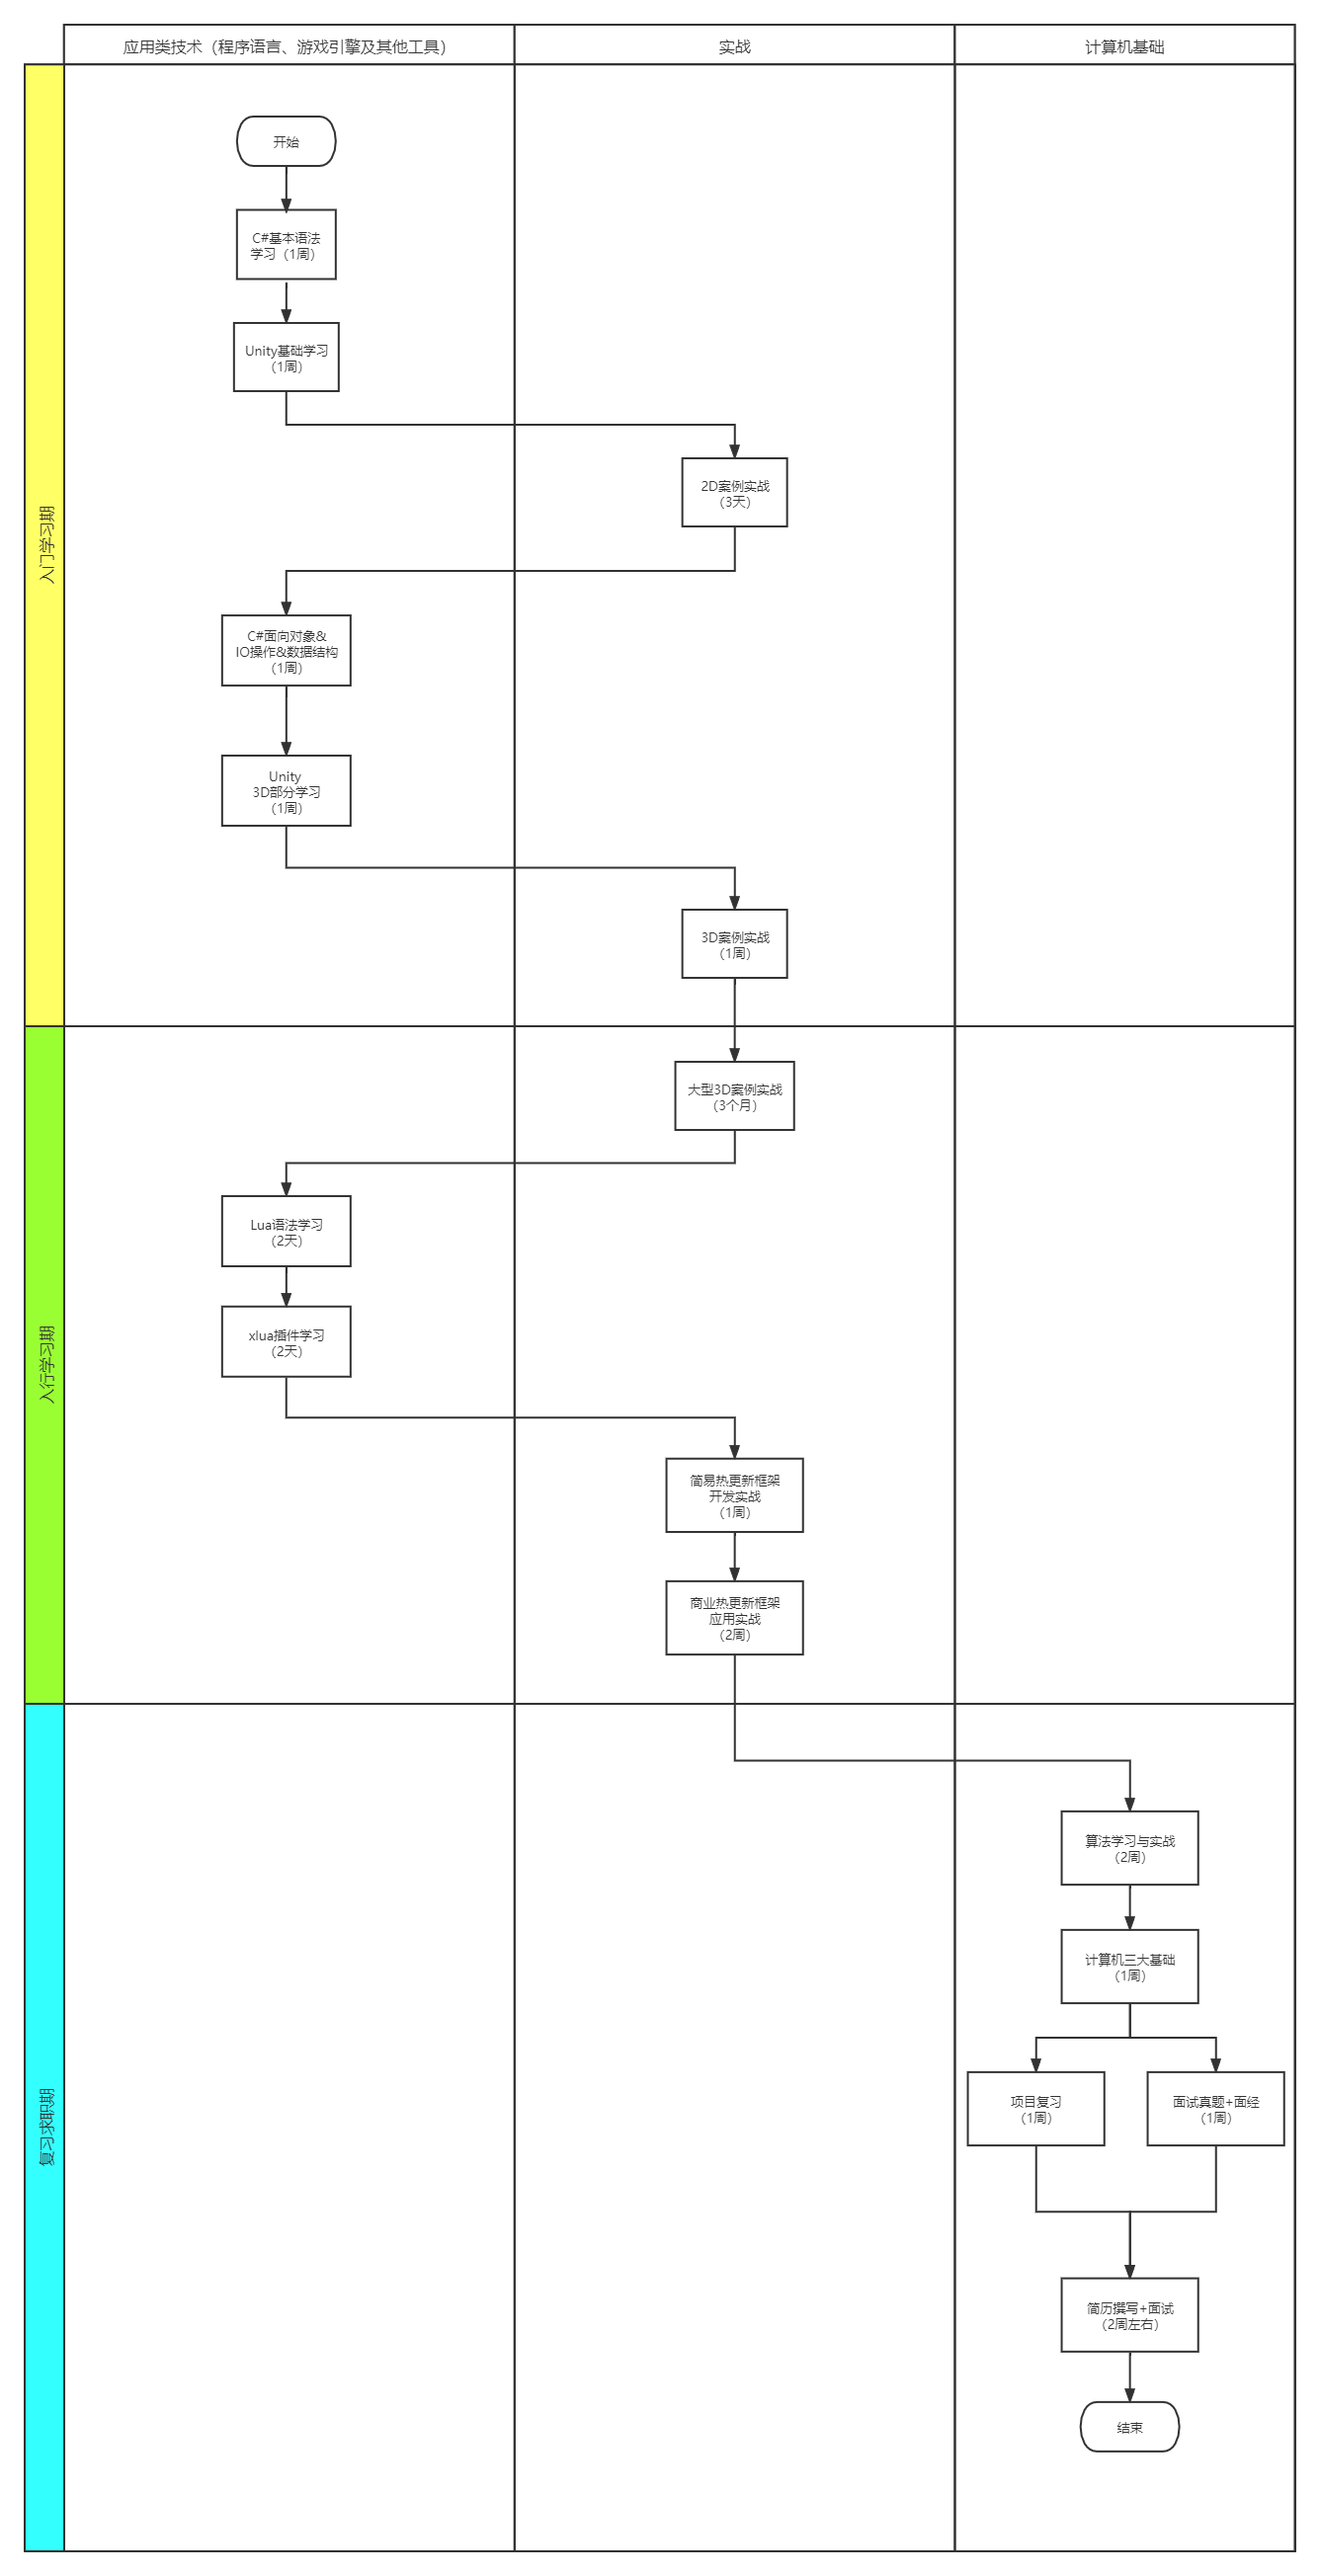 应用类技术（程序语言、游戏引擎及其他工具）
实战
计算机基础
入门学习期
开始
C#基本语法
学习（1周）
Unity基础学习
（1周）
2D案例实战
（3天）
C#面向对象&
IO操作&数据结构
（1周）
Unity
3D部分学习
（1周）
3D案例实战
（1周）
入行学习期
大型3D案例实战
（3个月）
Lua语法学习
（2天）
xlua插件学习
（2天）
简易热更新框架
开发实战
（1周）
商业热更新框架
应用实战
（2周）
复习求职期
算法学习与实战
（2周）
计算机三大基础
（1周）
项目复习
（1周）
面试真题+面经
（1周）
简历撰写+面试
（2周左右）
结束